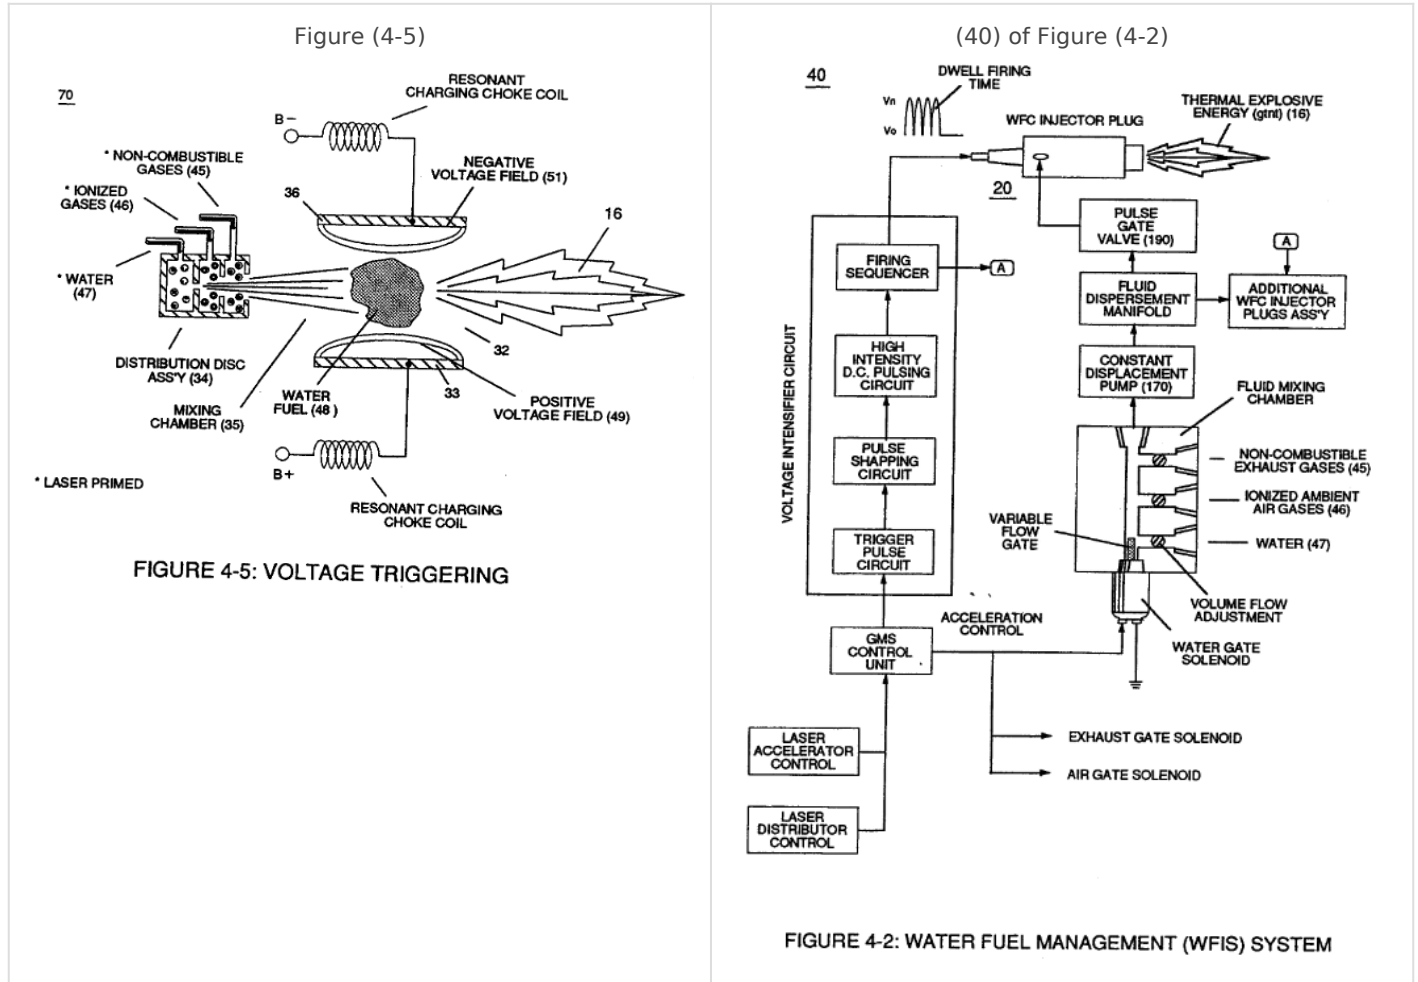 Figure (4-5)
70
RESONANT
CHARGING CHOKE COIL
B-
* NON-COMBUSTIBLE
GASES (45)
* IONIZED
GASES (46)
36
NEGATIVE
VOLTAGE FIELD (51)
16
* WATER
(47)
DISTRIBUTION DISC
ASS'Y (34)
32
33
WATER
FUEL (48)
MIXING
CHAMBER (35)
POSITIVE
VOLTAGE FIELD (49)
B+
* LASER PRIMED
RESONANT CHARGING
CHOKE COIL
FIGURE 4-5: VOLTAGE TRIGGERING
(40) of Figure (4-2)
40
DWELL FIRING
TIME
Vn
Vo
WFC INJECTOR PLUG
THERMAL EXPLOSIVE
ENERGY (gtnt) (16)
20
PULSE
GATE
VALVE (190)
FIRING
SEQUENCER
A
A
FLUID
DISPERSEMENT
MANIFOLD
ADDITIONAL
WFC INJECTOR
PLUGS ASS'Y
VOLTAGE INTENSIFIER CIRCUIT
HIGH
INTENSITY
D.C. PULSING
CIRCUIT
CONSTANT
DISPLACEMENT
PUMP (170)
FLUID MIXING
CHAMBER
PULSE
SHAPPING
CIRCUIT
NON-COMBUSTIBLE
EXHAUST GASES (45)
IONIZED AMBIENT
AIR GASES (46)
VARIABLE
FLOW
GATE
WATER (47)
TRIGGER
PULSE
CIRCUIT
VOLUME FLOW
ADJUSTMENT
ACCELERATION
CONTROL
GMS
CONTROL
UNIT
WATER GATE
SOLENOID
LASER
ACCELERATOR
CONTROL
EXHAUST GATE SOLENOID
AIR GATE SOLENOID
LASER
DISTRIBUTOR
CONTROL
FIGURE 4-2: WATER FUEL MANAGEMENT (WFIS) SYSTEM